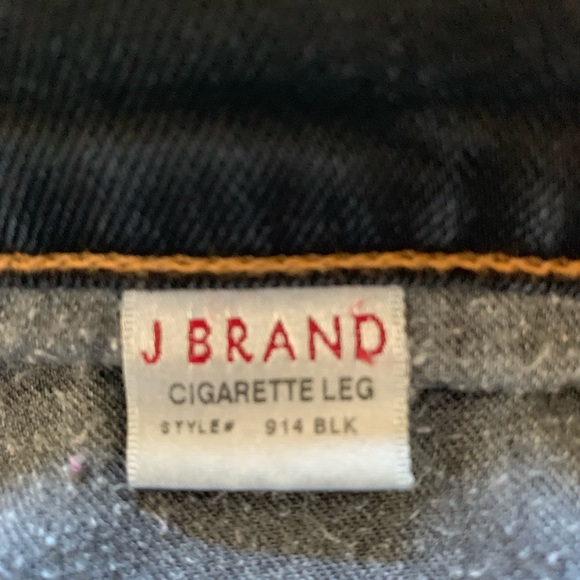 J BRAND
CIGARETTE LEG
STYLE# 914 BLK